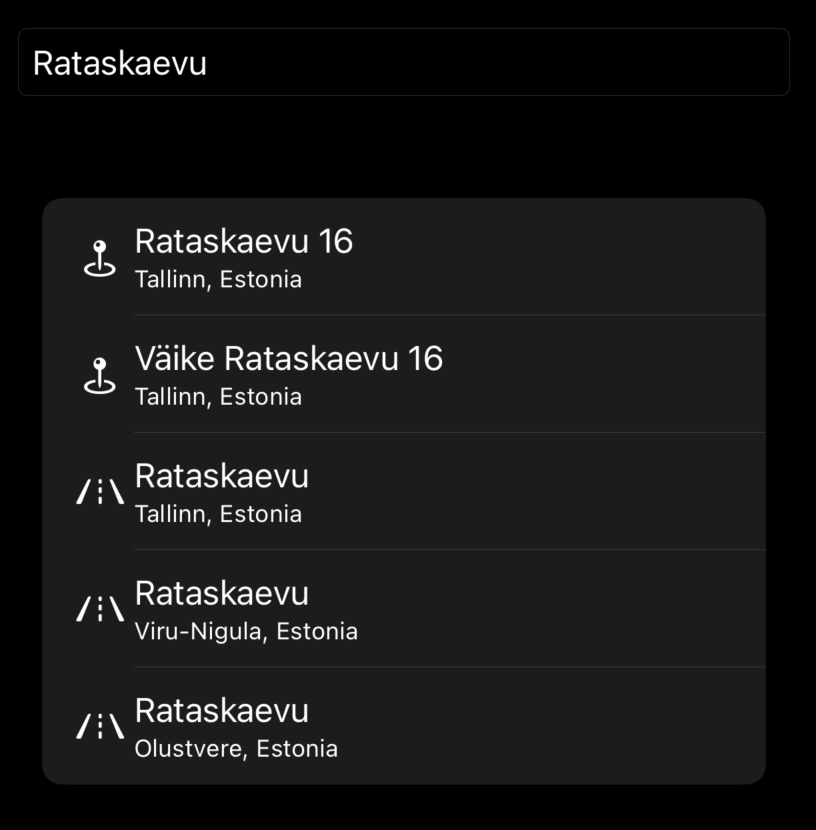 Rataskaevu
Rataskaevu 16
Tallinn, Estonia
Väike Rataskaevu 16
Tallinn, Estonia
Rataskaevu
Tallinn, Estonia
Rataskaevu
Viru-Nigula, Estonia
Rataskaevu
Olustvere, Estonia